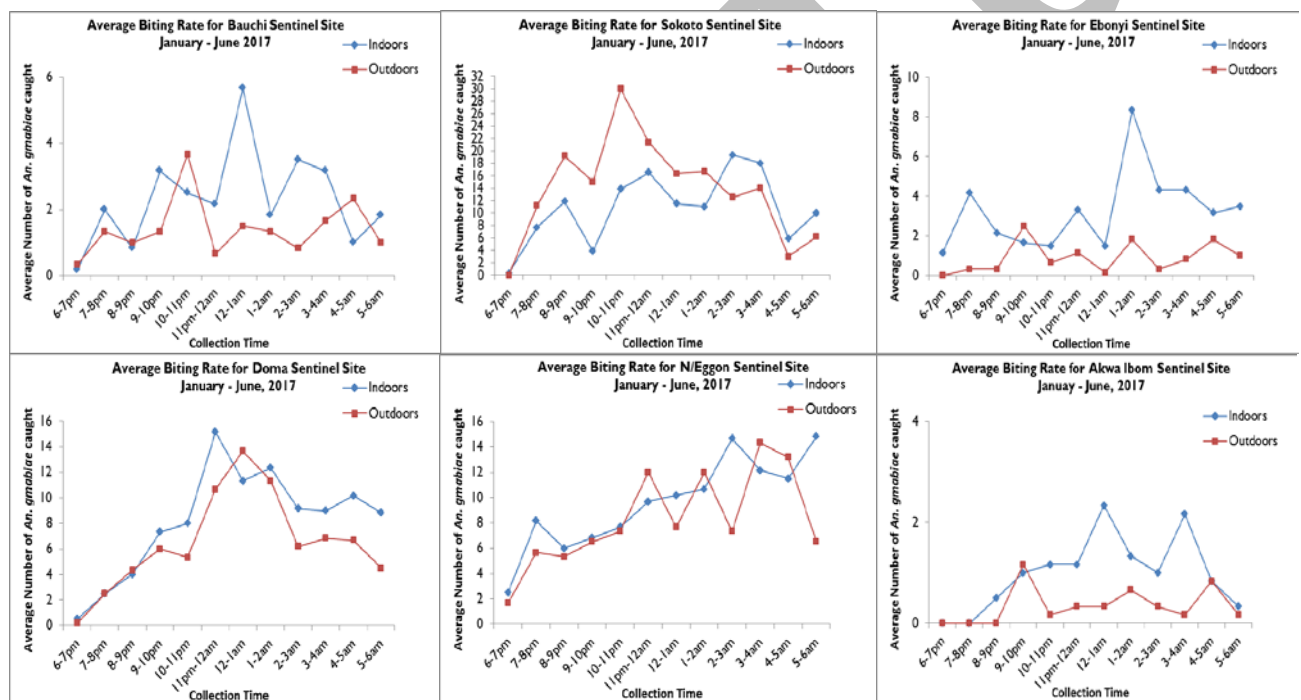 Average Biting Rate for Bauchi Sentinel Site
January - June 2017
Indoors
Outdoors
Average Number of An. gmabiae caught
6
4
2
0
6-7pm
7-8pm
8-9pm
9-10pm
10-11pm
11pm-12am
12-1am
1-2am
2-3am
3-4am
4-5am
5-6am
Collection Time
Average Biting Rate for Sokoto Sentinel Site
January - June, 2017
Indoors
Outdoors
Average Number of An. gmabiae caught
32
30
28
26
24
22
20
18
16
14
12
10
8
6
4
2
0
6-7pm
7-8pm
8-9pm
9-10pm
10-11pm
11pm-12am
12-1am
1-2am
2-3am
3-4am
4-5am
5-6am
Collection Time
Average Biting Rate for Ebonyi Sentinel Site
January - June, 2017
Indoors
Outdoors
Average Number of An. gmabiae caught
10
8
6
4
2
0
6-7pm
7-8pm
8-9pm
9-10pm
10-11pm
11pm-12am
12-1am
1-2am
2-3am
3-4am
4-5am
5-6am
Collection Time
Average Biting Rate for Doma Sentinel Site
January - June, 2017
Indoors
Outdoors
Average Number of An. gmabiae caught
16
14
12
10
8
6
4
2
0
6-7pm
7-8pm
8-9pm
9-10pm
10-11pm
11pm-12am
12-1am
1-2am
2-3am
3-4am
4-5am
5-6am
Collection Time
Average Biting Rate for N/Eggon Sentinel Site
January - June, 2017
Indoors
Outdoors
Average Number of An. gmabiae caught
16
14
12
10
8
6
4
2
0
6-7pm
7-8pm
8-9pm
9-10pm
10-11pm
11pm-12am
12-1am
1-2am
2-3am
3-4am
4-5am
5-6am
Collection Time
Average Biting Rate for Akwa Ibom Sentinel Site
Januay - June, 2017
Indoors
Outdoors
Average Number of An. gmabiae caught
4
2
0
6-7pm
7-8pm
8-9pm
9-10pm
10-11pm
11pm-12am
12-1am
1-2am
2-3am
3-4am
4-5am
5-6am
Collection Time